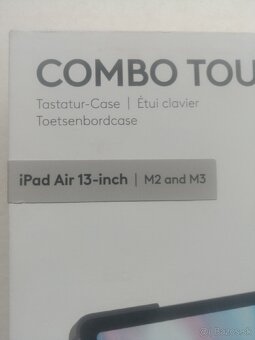 COMBO TOU
Tastatur-Case | Étui clavier
Toetsenbordcase
iPad Air 13-inch | M2 and M3